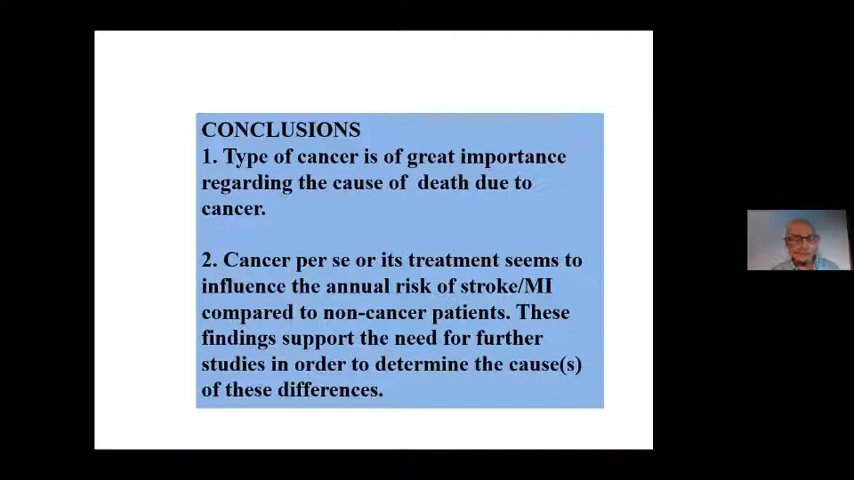 CONCLUSIONS
1. Type of cancer is of great importance
regarding the cause of death due to
cancer.
2. Cancer per se or its treatment seems to
influence the annual risk of stroke/MI
compared to non-cancer patients. These
findings support the need for further
studies in order to determine the cause(s)
of these differences.